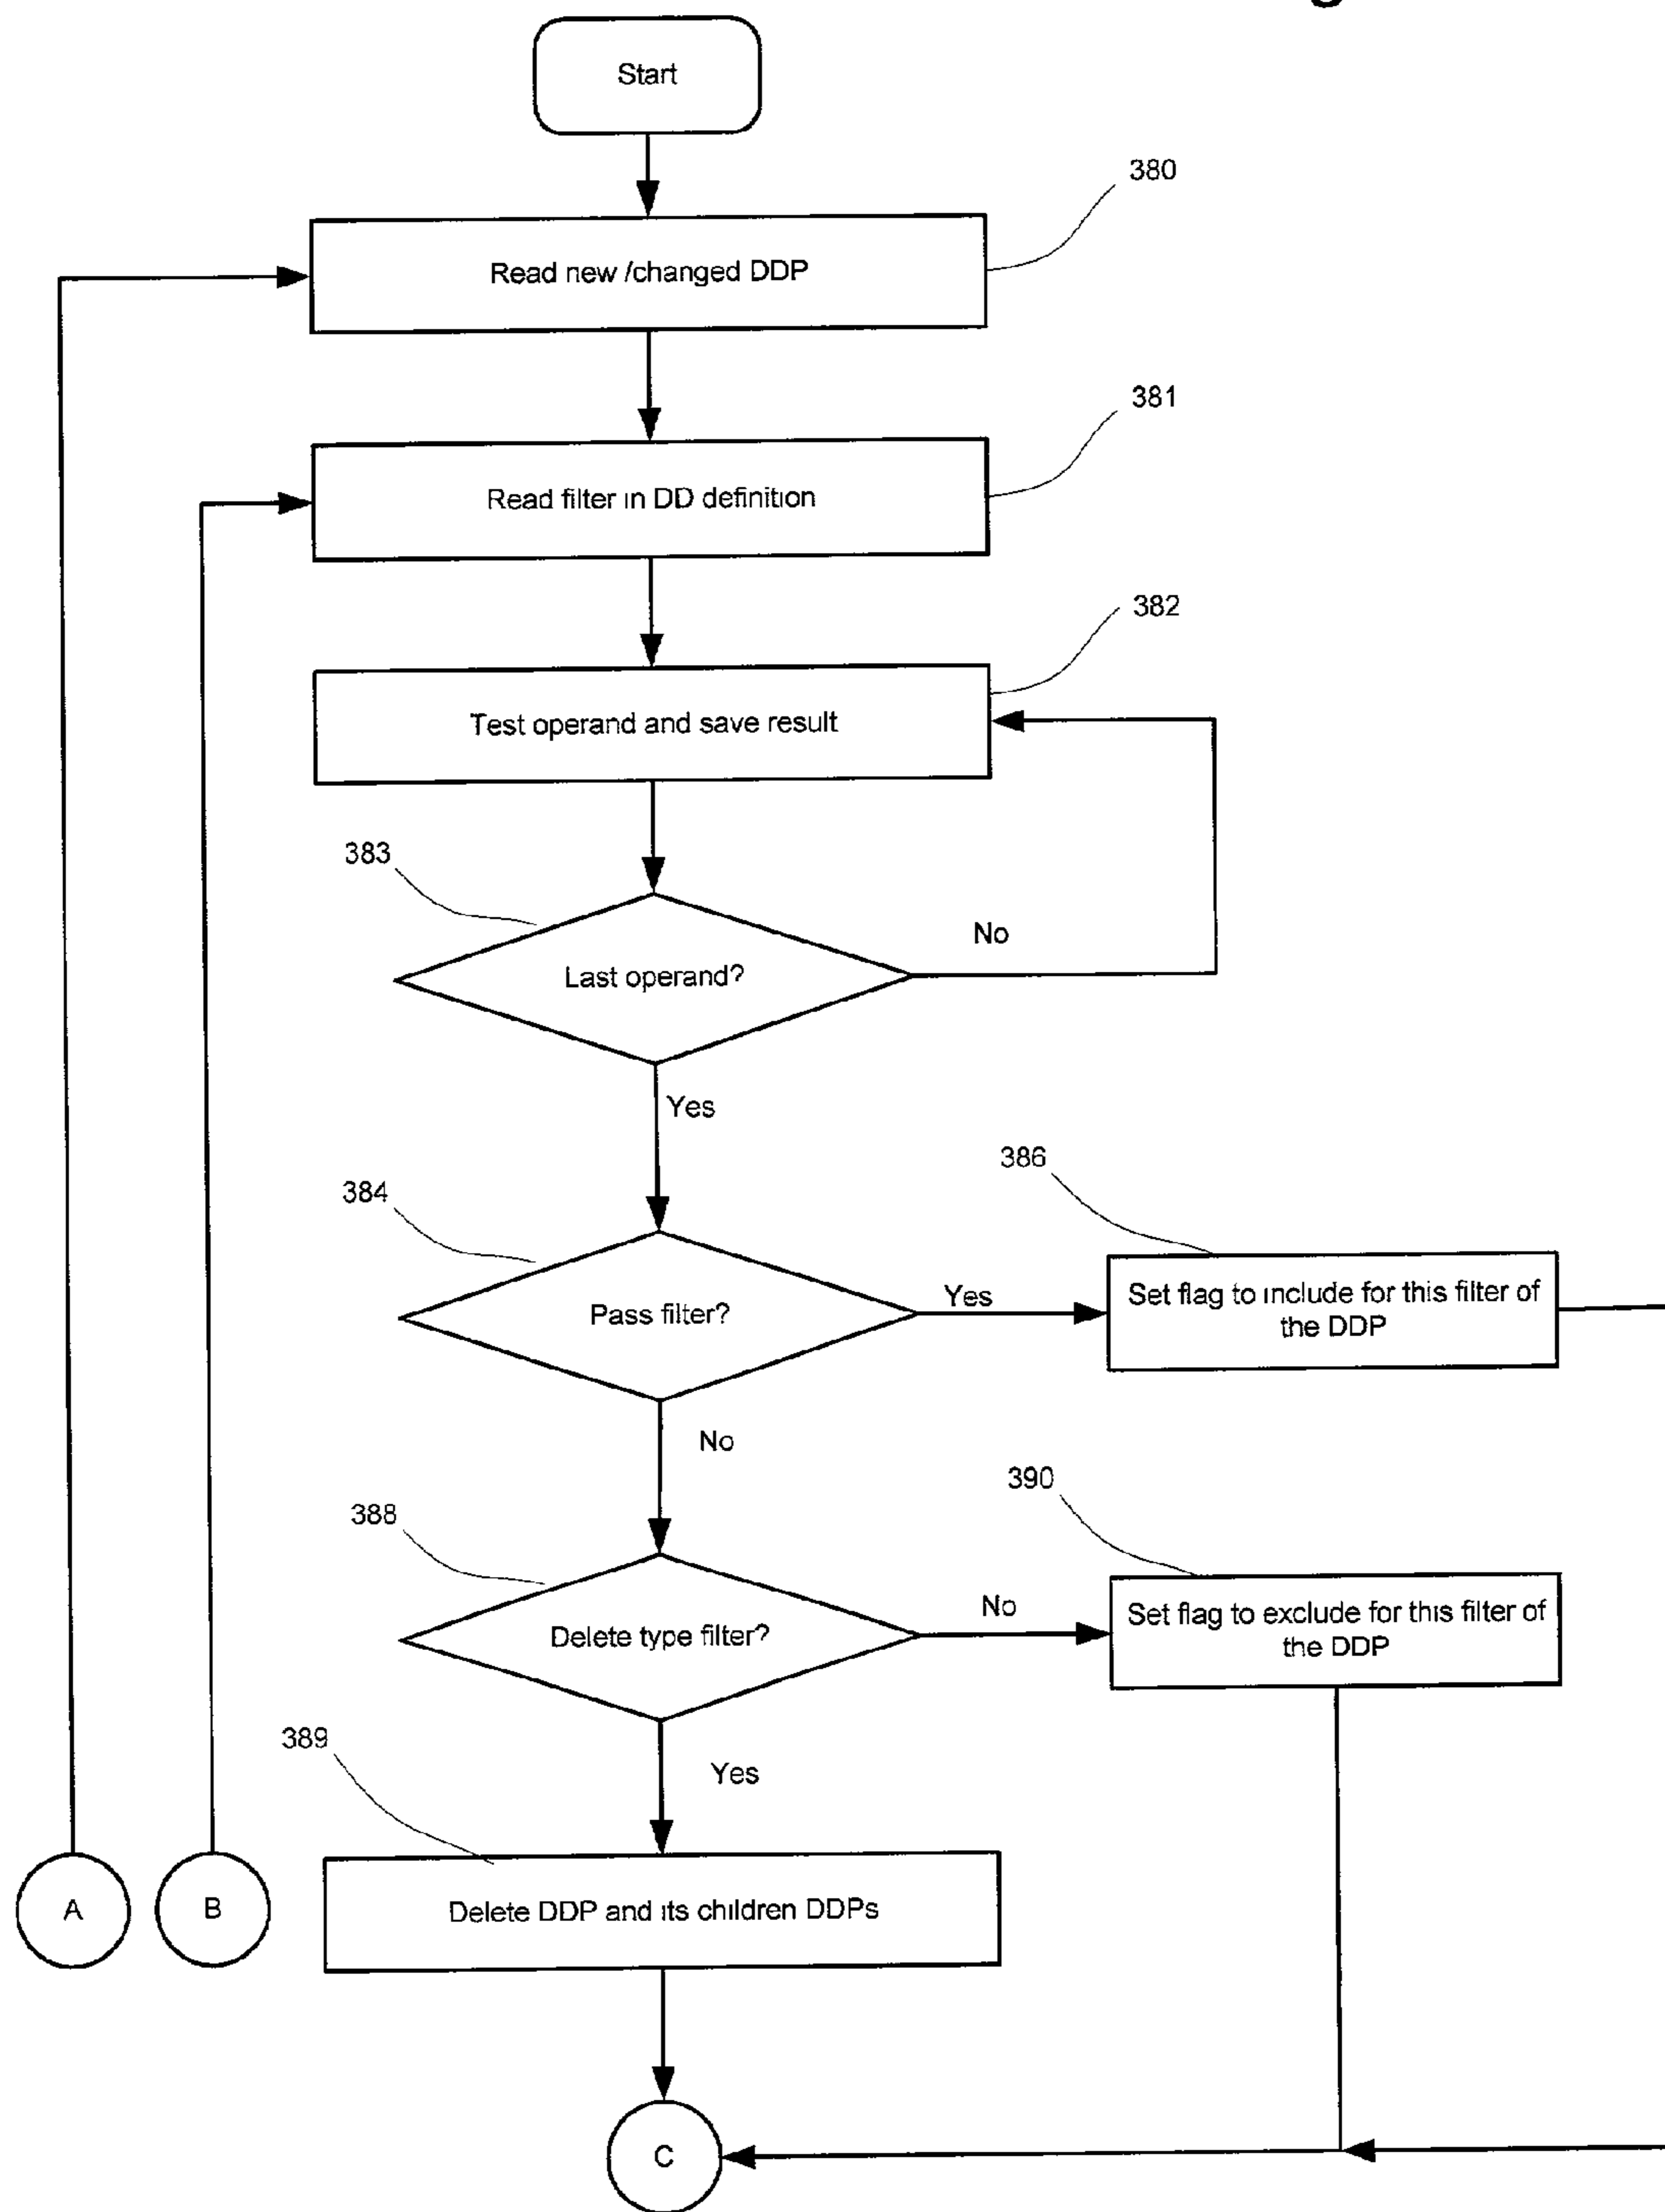 Start
380
Read new /changed DDP
381
Read filter in DD definition
382
Test operand and save result
383
Last operand?
No
Yes
384
Pass filter?
Yes
386
Set flag to include for this filter of
the DDP
No
388
Delete type filter?
No
390
Set flag to exclude for this filter of
the DDP
Yes
389
Delete DDP and its children DDPs
A
B
C